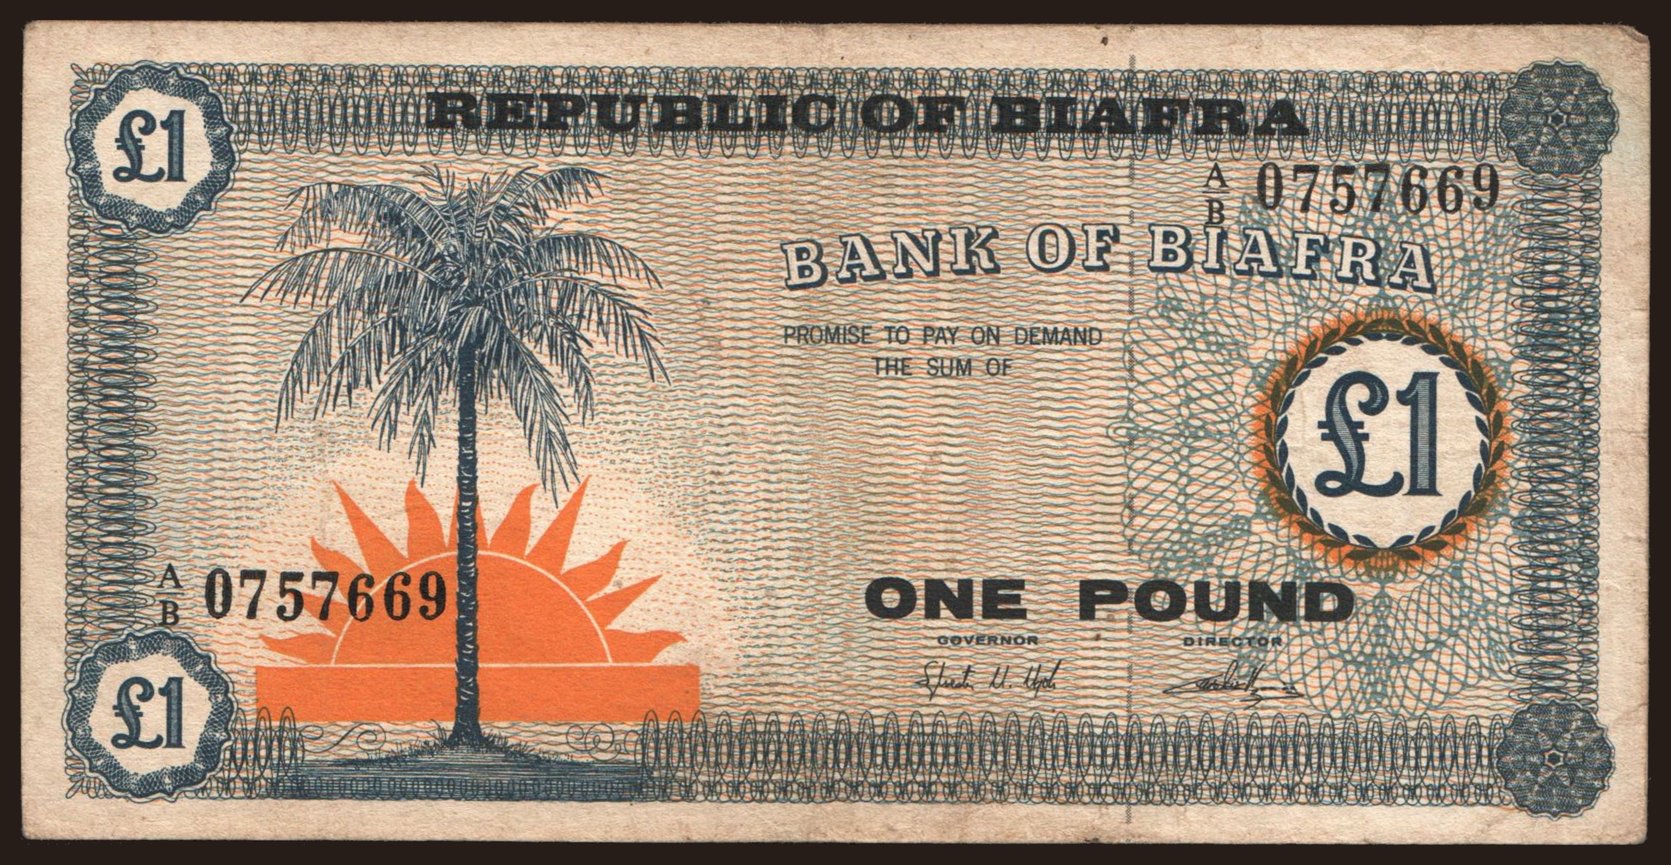 REPUBLIC OF BIAFRA
£1
A/B 0757669
BANK OF BIAFRA
PROMISE TO PAY ON DEMAND
THE SUM OF
£1
A/B 0757669
ONE POUND
GOVERNOR DIRECTOR
£1